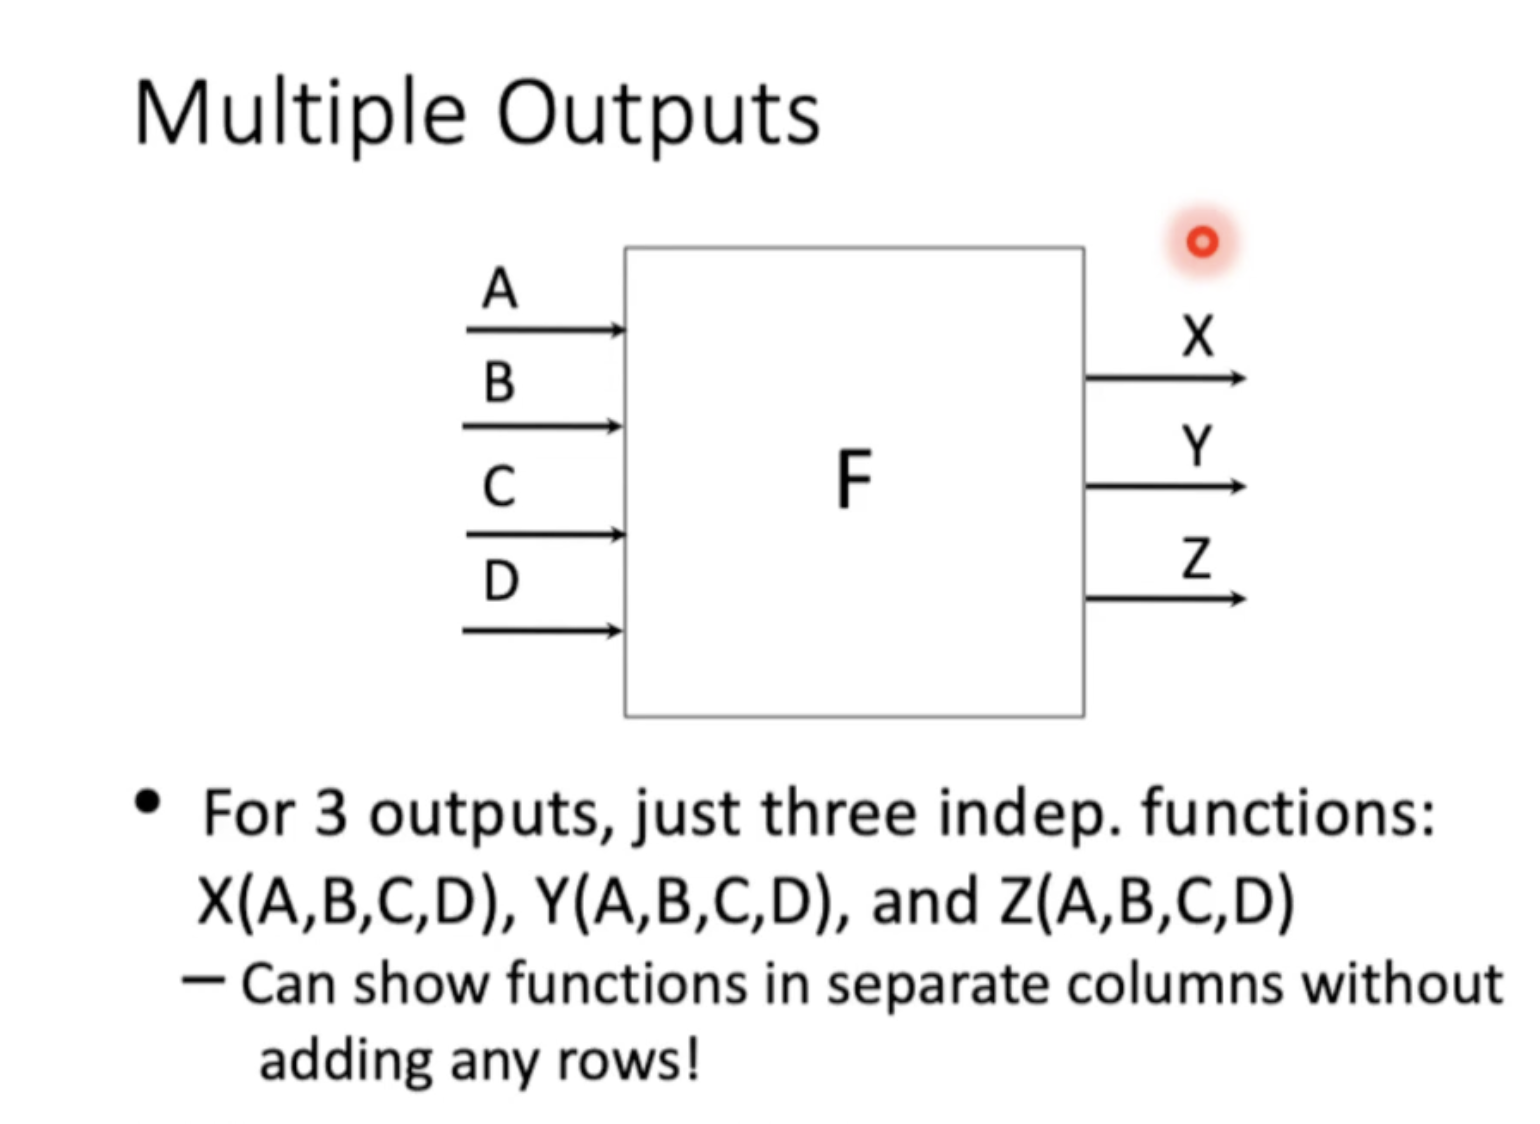 Multiple Outputs
A
B
C
D
F
X
Y
Z
• For 3 outputs, just three indep. functions:
X(A,B,C,D), Y(A,B,C,D), and Z(A,B,C,D)
– Can show functions in separate columns without
adding any rows!